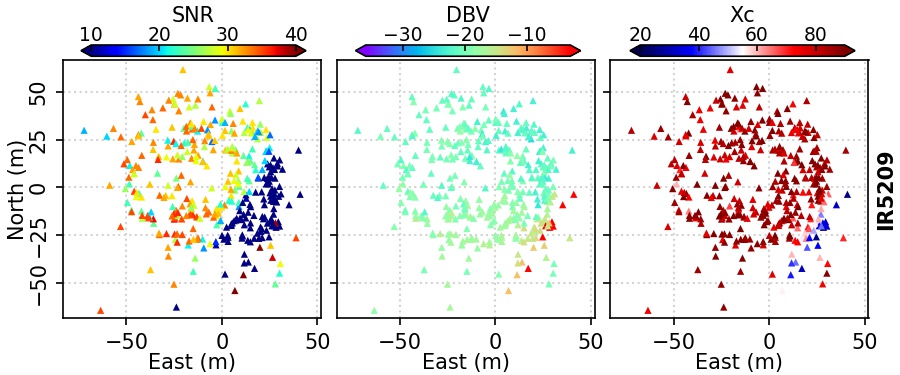 SNR DBV Xc
10 20 30 40 −30 −20 −10 20 40 60 80
50
25
0
−25
−50
North (m)
−50 0 50 −50 0 50 −50 0 50
East (m) East (m) East (m)
IR5209